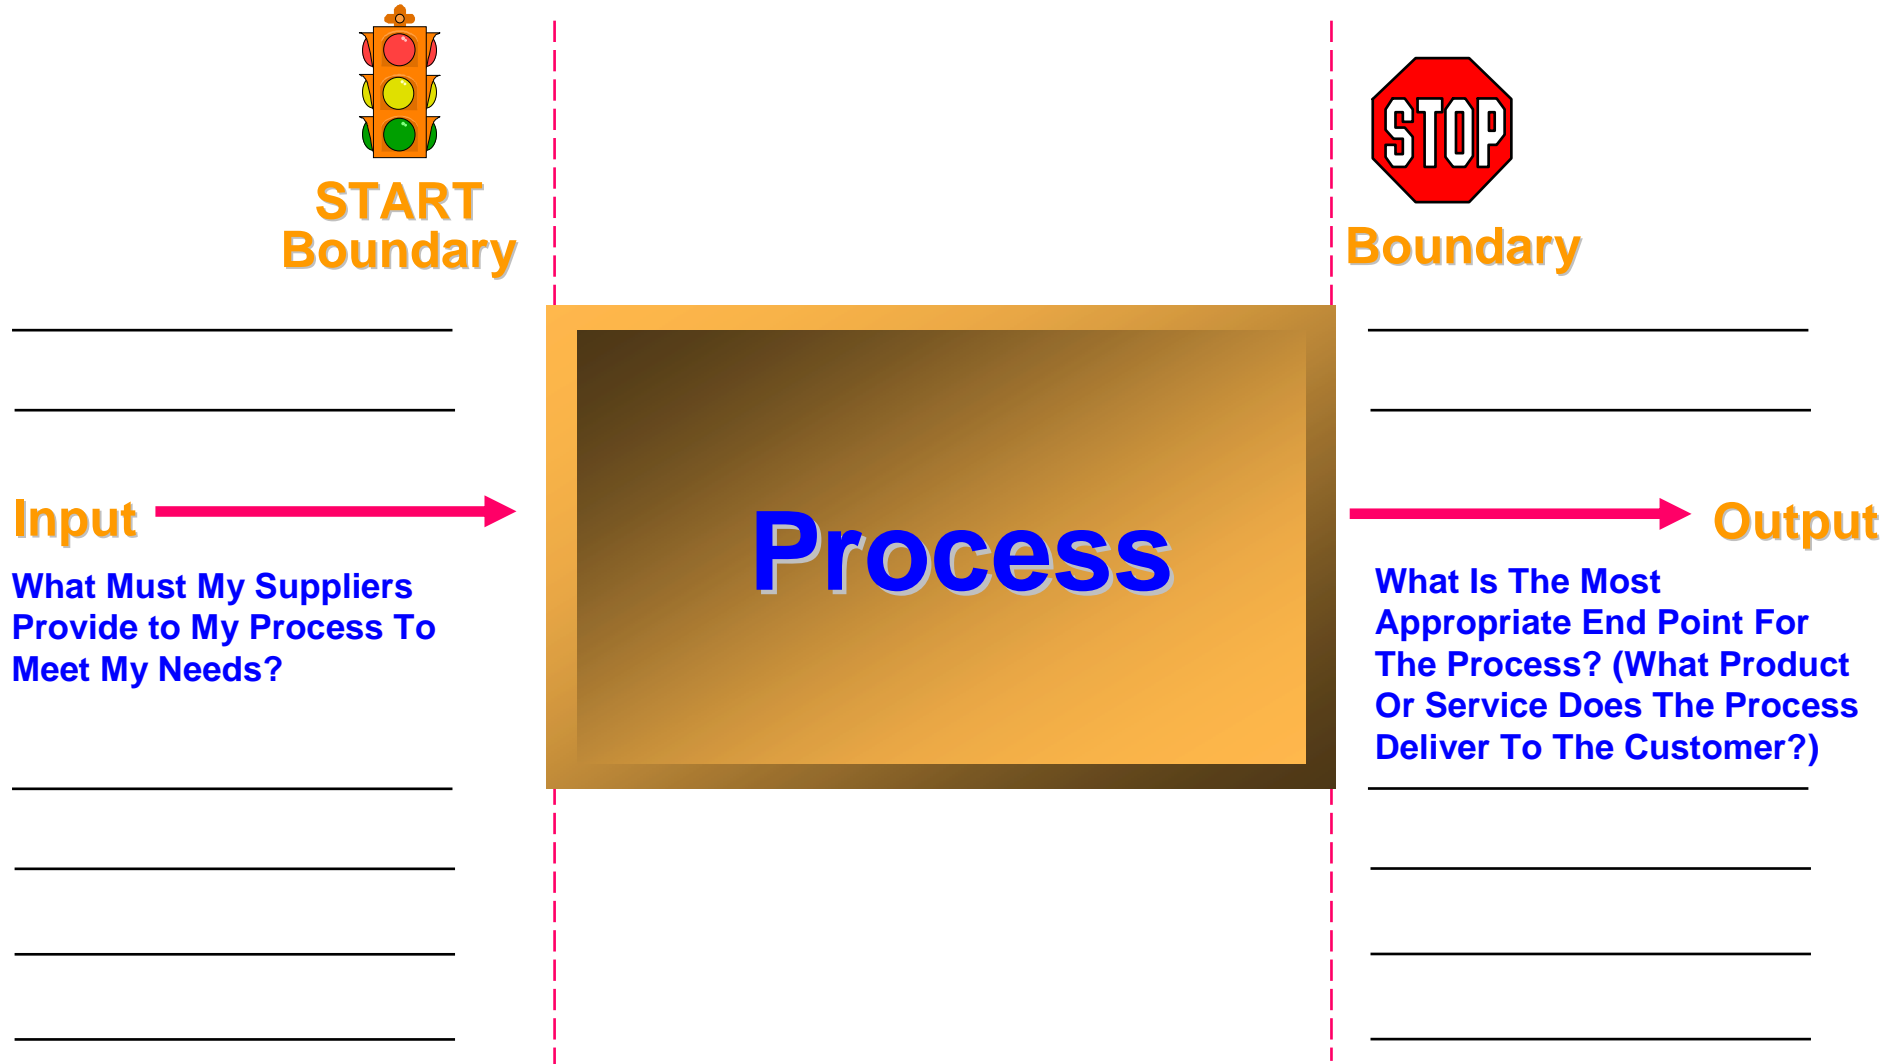 START
Boundary
STOP
Boundary
Input
Process
Output
What Must My Suppliers
Provide to My Process To
Meet My Needs?
What Is The Most
Appropriate End Point For
The Process? (What Product
Or Service Does The Process
Deliver To The Customer?)